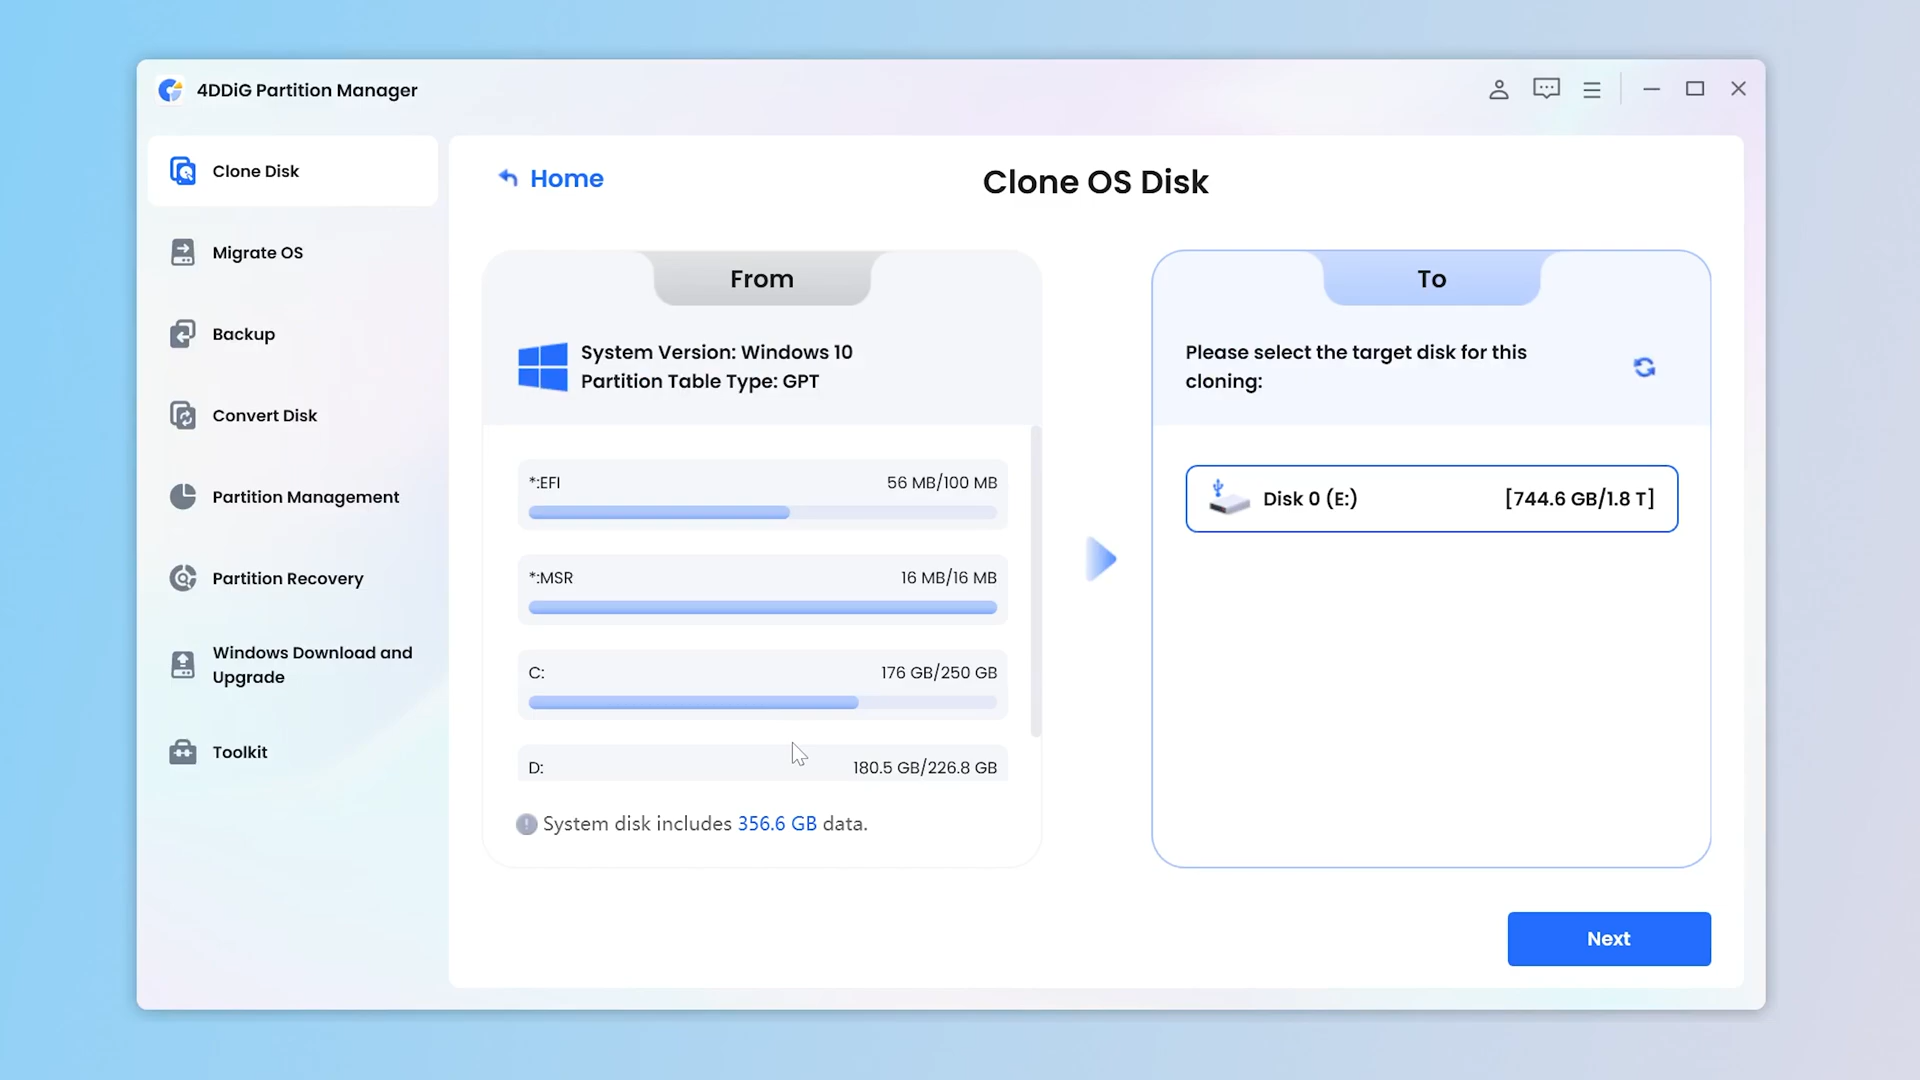 4DDiG Partition Manager
Clone Disk
Migrate OS
Backup
Convert Disk
Partition Management
Partition Recovery
Windows Download and
Upgrade
Toolkit
Home
Clone OS Disk
From
System Version: Windows 10
Partition Table Type: GPT
*:EFI 56 MB/100 MB
*:MSR 16 MB/16 MB
C: 176 GB/250 GB
D: 180.5 GB/226.8 GB
System disk includes 356.6 GB data.
To
Please select the target disk for this
cloning:
Disk 0 (E:) [744.6 GB/1.8 T]
Next